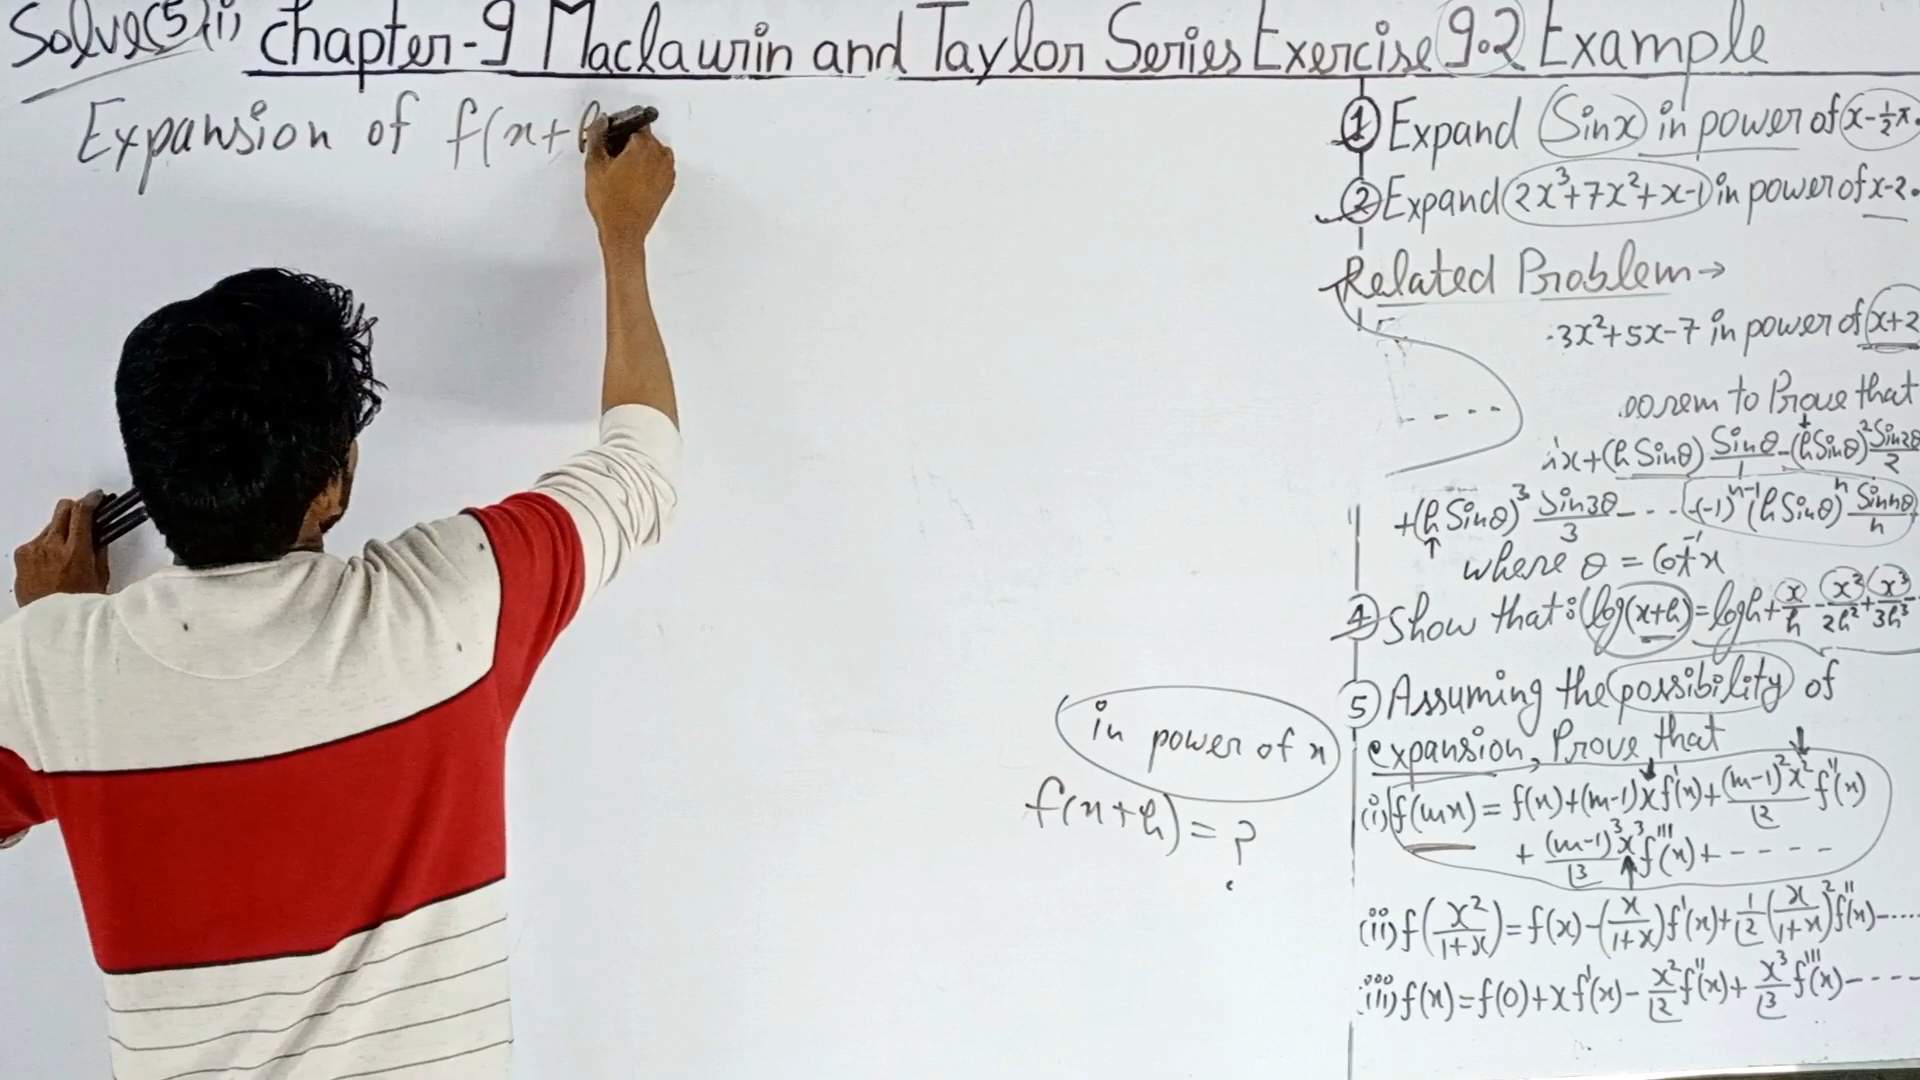 Solve(5)(i) Chapter-9 Maclaurin and Taylor Series Exercise 9.2 Example
Expansion of f(x+h
in power of x
f(x+h) = ?
① Expand Sinx in power of x-½π.
② Expand 2x³+7x²+x-1 in power of x-2.
Related Problem→
3x²+5x-7 in power of x+2
orem to Prove that
x+(h Sinθ) Sinθ/1 - (h Sinθ)² Sin2θ/2
+(h Sinθ)³ Sin3θ/3 - - - - (-1)ⁿ⁻¹ (h Sinθ)ⁿ Sin nθ/n
where θ = Cot⁻¹x
④ Show that: log(x+h) = logh + x/h - x²/2h² + x³/3h³ -
⑤ Assuming the possibility of
expansion, Prove that
(i) f(mx) = f(x)+(m-1)xf'(x)+ (m-1)²x²/⌊2 f''(x)
+ (m-1)³x³/⌊3 f'''(x)+ - - - -
(ii) f(x²/1+x) = f(x) - (x/1+x) f'(x) + 1/⌊2 (x/1+x)² f''(x) - ....
(iii) f(x) = f(0)+xf'(x) - x²/⌊2 f''(x) + x³/⌊3 f'''(x) - - - -